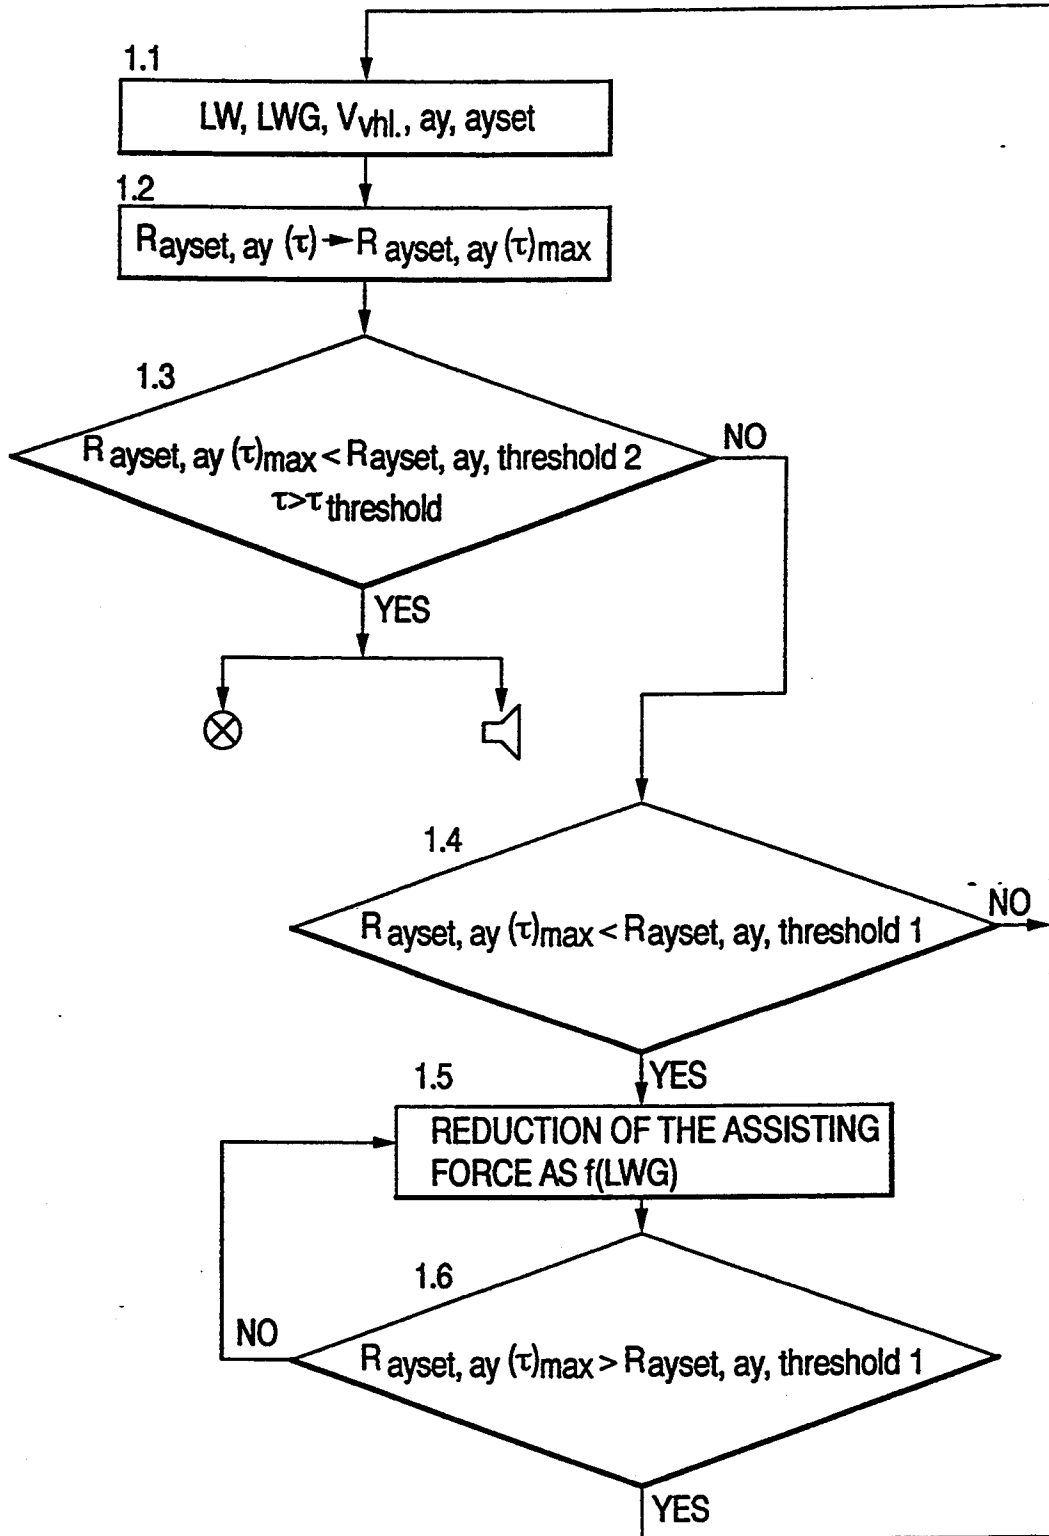 1.1
LW, LWG, Vvhl., ay, ayset
1.2
Rayset, ay (τ) → R ayset, ay (τ)max
1.3
R ayset, ay (τ)max < Rayset, ay, threshold 2
τ>τthreshold
NO
YES
1.4
R ayset, ay (τ)max < Rayset, ay, threshold 1
NO
YES
1.5
REDUCTION OF THE ASSISTING
FORCE AS f(LWG)
1.6
NO
R ayset, ay (τ)max > Rayset, ay, threshold 1
YES